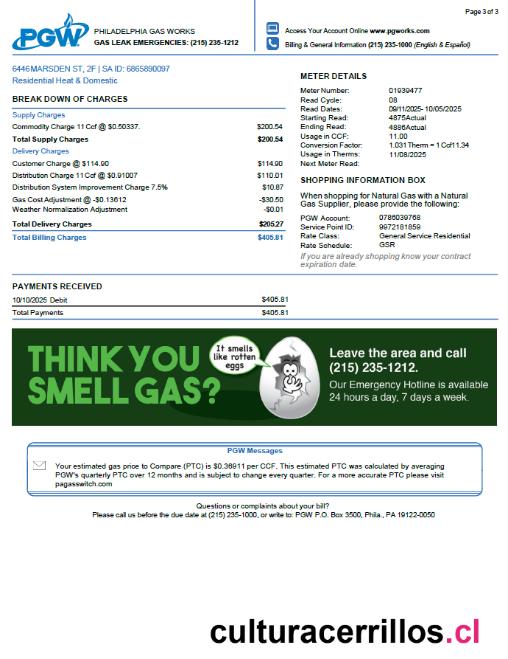 Page 3 of 3
PGW
PHILADELPHIA GAS WORKS
GAS LEAK EMERGENCIES: (215) 235-1212
Access Your Account Online www.pgworks.com
Billing & General Information (215) 235-1000 (English & Español)
6446MARSDEN ST, 2F | SA ID: 6865890097
Residential Heat & Domestic
BREAK DOWN OF CHARGES
Supply Charges
Commodity Charge 11 Ccf @ $0.50337. $200.54
Total Supply Charges $200.54
Delivery Charges
Customer Charge @ $114.90 $114.90
Distribution Charge 11 Ccf @ $0.91007 $110.01
Distribution System Improvement Charge 7.5% $10.87
Gas Cost Adjustment @ -$0.13612 -$30.50
Weather Normalization Adjustment -$0.01
Total Delivery Charges $205.27
Total Billing Charges $405.81
METER DETAILS
Meter Number: 01939477
Read Cycle: 08
Read Dates: 09/11/2025- 10/05/2025
Starting Read: 4875Actual
Ending Read: 4886Actual
Usage in CCF: 11.00
Conversion Factor: 1.031Therm = 1Ccf11.34
Usage in Therms: 11/08/2025
Next Meter Read:
SHOPPING INFORMATION BOX
When shopping for Natural Gas with a Natural
Gas Supplier, please provide the following:
PGW Account: 0786039768
Service Point ID: 9972181859
Rate Class: General Service Residential
Rate Schedule: GSR
If you are already shopping know your contract
expiration date.
PAYMENTS RECEIVED
10/10/2025 Debit $405.81
Total Payments $405.81
THINK YOU
SMELL GAS?
It smells
like rotten
eggs
Leave the area and call
(215) 235-1212.
Our Emergency Hotline is available
24 hours a day, 7 days a week.
PGW Messages
Your estimated gas price to Compare (PTC) is $0.36911 per CCF. This estimated PTC was calculated by averaging
PGW's quarterly PTC over 12 months and is subject to change every quarter. For a more accurate PTC please visit
pagasswitch.com
Questions or complaints about your bill?
Please call us before the due date at (215) 235-1000, or write to: PGW P.O. Box 3500, Phila., PA 19122-0050
culturacerrillos.cl